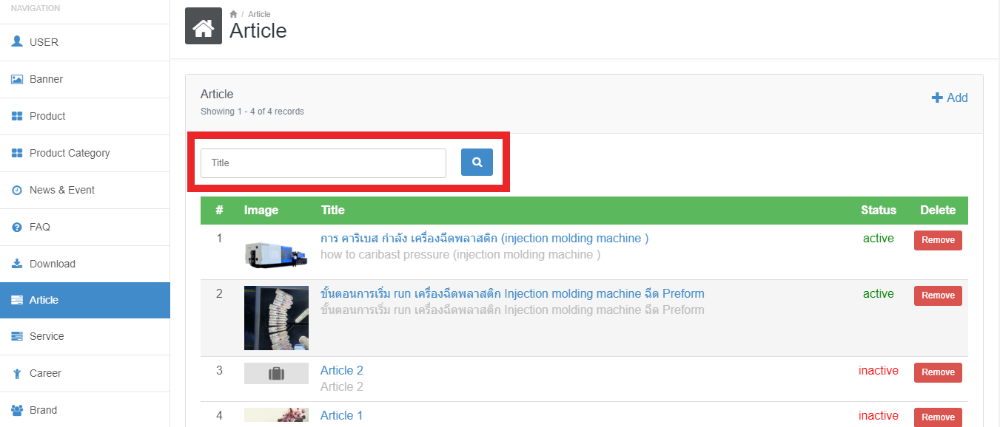 NAVIGATION
USER
Banner
Product
Product Category
News & Event
FAQ
Download
Article
Service
Career
Brand
/ Article
Article
Article
Showing 1 - 4 of 4 records
Add
Title
# Image Title Status Delete
1 การ คาริเบส กำลัง เครื่องฉีดพลาสติก (injection molding machine ) active Remove
how to caribast pressure (injection molding machine )
2 ขั้นตอนการเริ่ม run เครื่องฉีดพลาสติก Injection molding machine ฉีด Preform active Remove
ขั้นตอนการเริ่ม run เครื่องฉีดพลาสติก Injection molding machine ฉีด Preform
3 Article 2 inactive Remove
Article 2
4 Article 1 inactive Remove